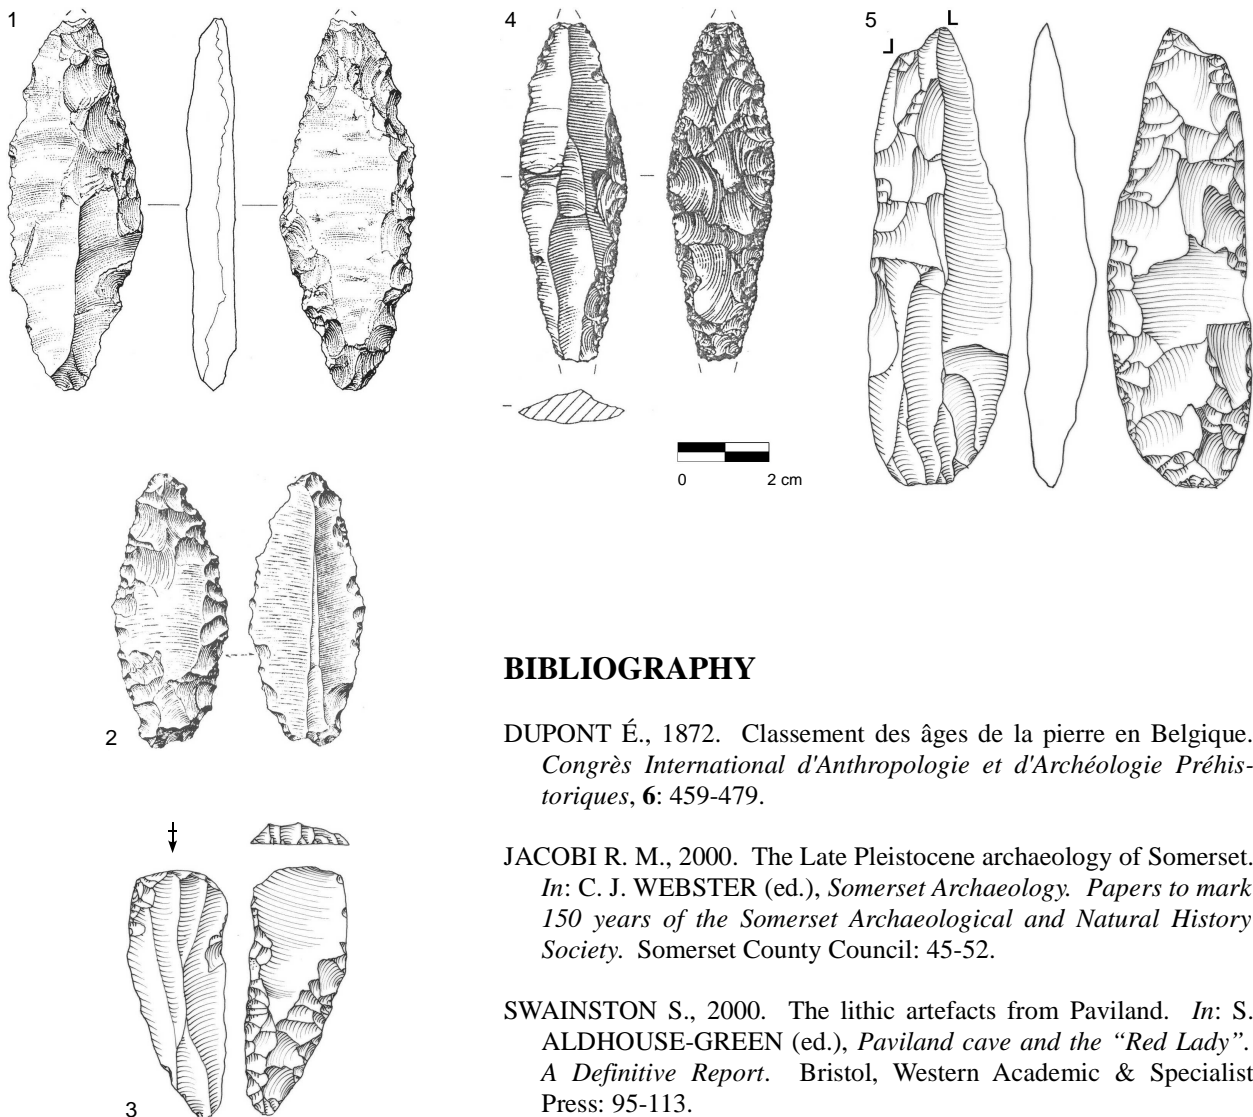 1
4
5
0 2 cm
2
3
BIBLIOGRAPHY
DUPONT É., 1872. Classement des âges de la pierre en Belgique.
Congrès International d'Anthropologie et d'Archéologie Préhis-
toriques, 6: 459-479.
JACOBI R. M., 2000. The Late Pleistocene archaeology of Somerset.
In: C. J. WEBSTER (ed.), Somerset Archaeology. Papers to mark
150 years of the Somerset Archaeological and Natural History
Society. Somerset County Council: 45-52.
SWAINSTON S., 2000. The lithic artefacts from Paviland. In: S.
ALDHOUSE-GREEN (ed.), Paviland cave and the “Red Lady”.
A Definitive Report. Bristol, Western Academic & Specialist
Press: 95-113.